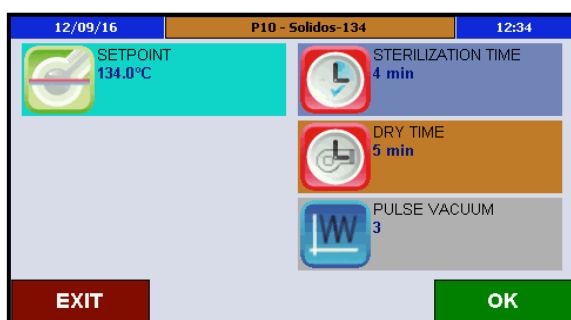 12/09/16
P10 - Solidos-134
12:34
SETPOINT
134.0°C
STERILIZATION TIME
4 min
DRY TIME
5 min
PULSE VACUUM
3
EXIT
OK